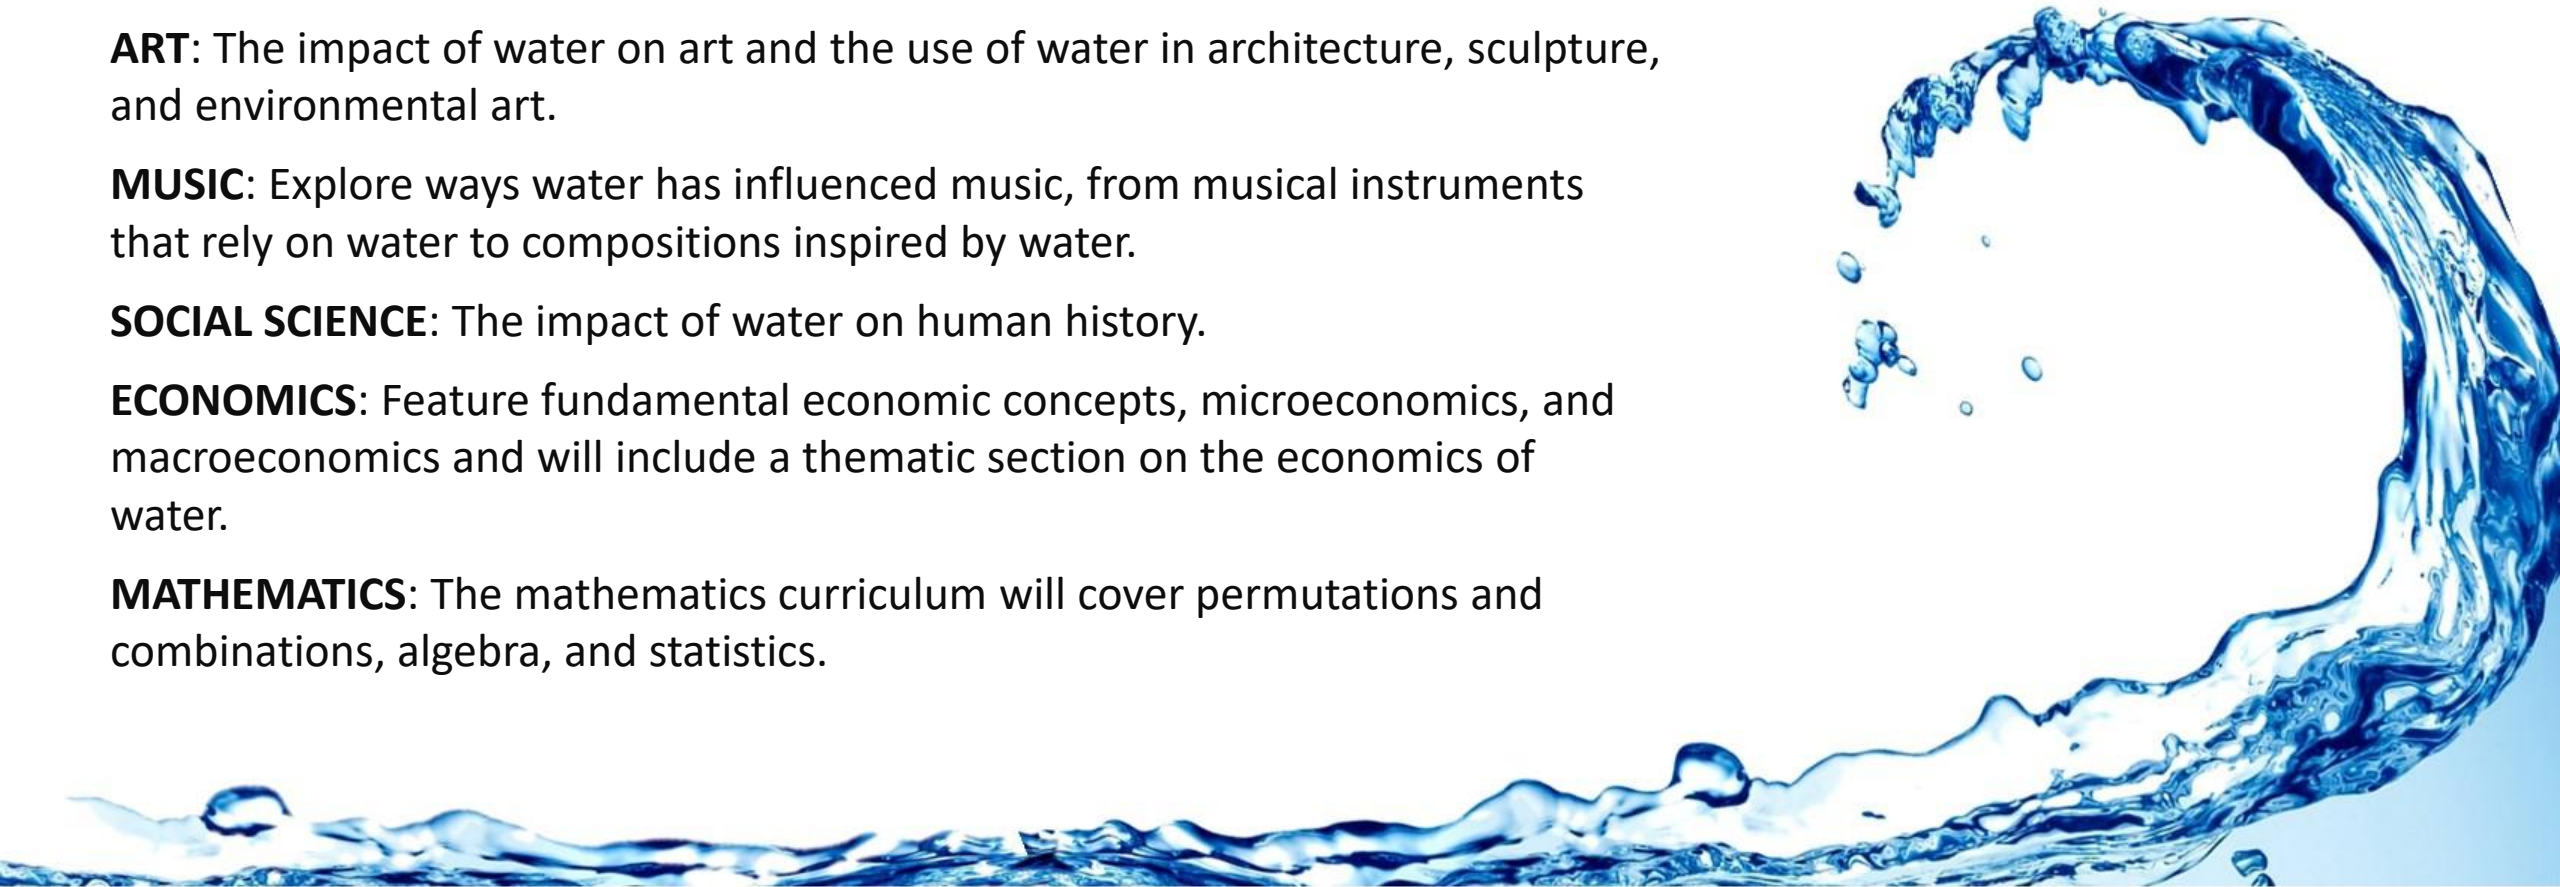 ART: The impact of water on art and the use of water in architecture, sculpture,
and environmental art.
MUSIC: Explore ways water has influenced music, from musical instruments
that rely on water to compositions inspired by water.
SOCIAL SCIENCE: The impact of water on human history.
ECONOMICS: Feature fundamental economic concepts, microeconomics, and
macroeconomics and will include a thematic section on the economics of
water.
MATHEMATICS: The mathematics curriculum will cover permutations and
combinations, algebra, and statistics.